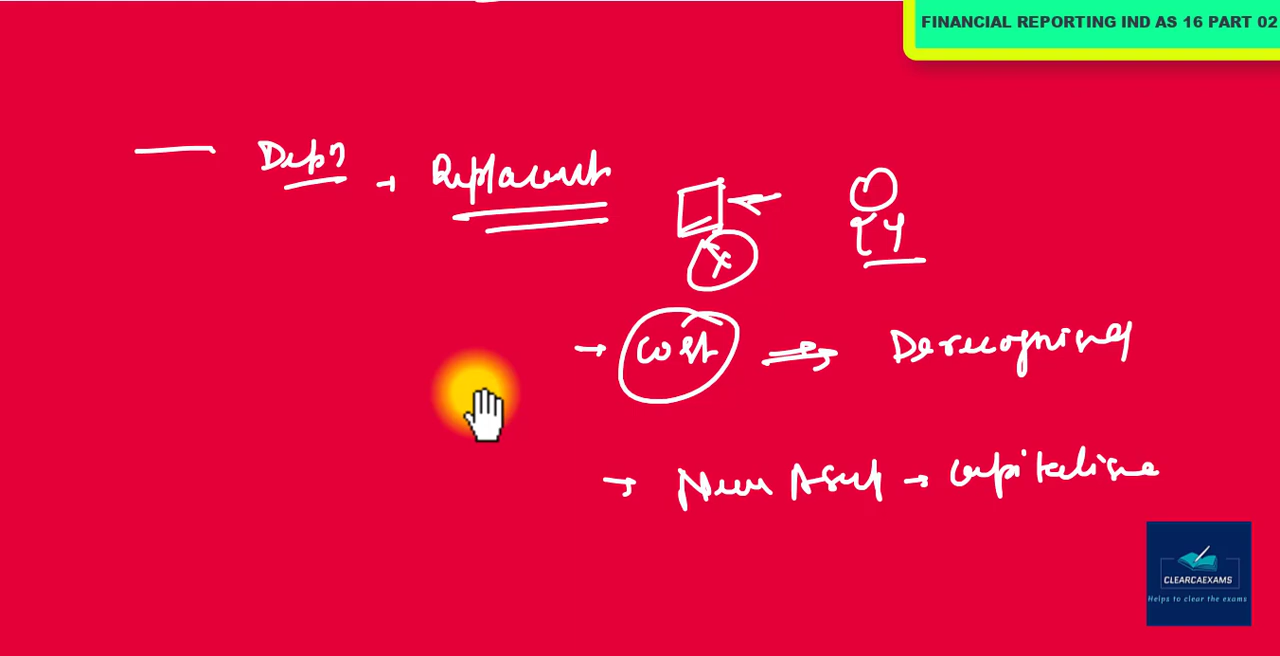 FINANCIAL REPORTING IND AS 16 PART 02
Depn, Replacement
→ Cost ⇒ Derecognised
→ New Asset → Capitalise
CLEARCAEXAMS
Helps to clear the exams